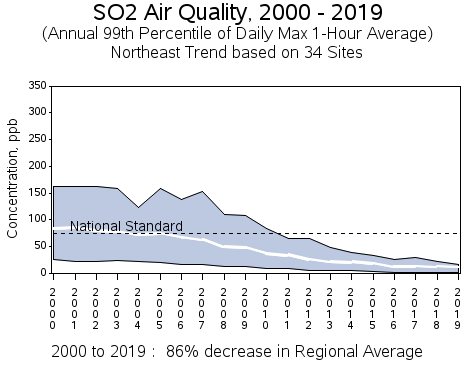 SO2 Air Quality, 2000 - 2019
(Annual 99th Percentile of Daily Max 1-Hour Average)
Northeast Trend based on 34 Sites
Concentration, ppb
350
300
250
200
150
100
50
0
National Standard
2000 2001 2002 2003 2004 2005 2006 2007 2008 2009 2010 2011 2012 2013 2014 2015 2016 2017 2018 2019
2000 to 2019 : 86% decrease in Regional Average